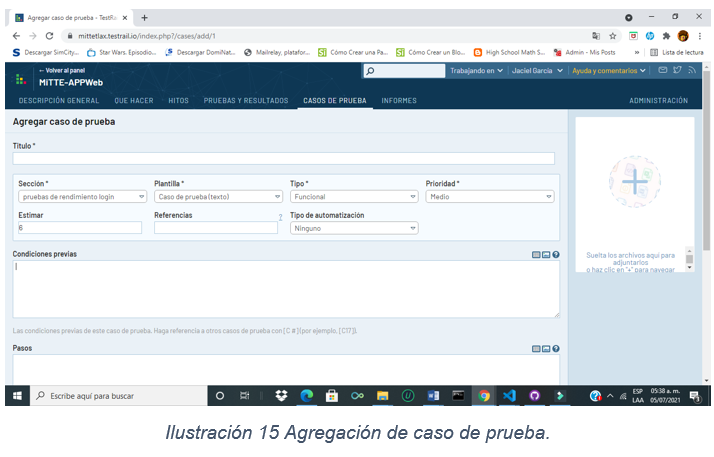 Agregar caso de prueba - TestRa
mittetlax.testrail.io/index.php?/cases/add/1
Descargar SimCity...
Star Wars, Episodio...
Descargar DomiNat...
Mailrelay, platafor...
Cómo Crear una Pa...
Cómo Crear un Blo...
High School Math S...
Admin - Mis Posts
»
Lista de lectura
← Volver al panel
MiTTE-APPWeb
Trabajando en
Jaciel García
Ayuda y comentarios
DESCRIPCIÓN GENERAL QUE HACER HITOS PRUEBAS Y RESULTADOS CASOS DE PRUEBA INFORMES ADMINISTRACIÓN
Agregar caso de prueba
Título *
Sección * Plantilla * Tipo * Prioridad *
pruebas de rendimiento login Caso de prueba (texto) Funcional Medio
Estimar Referencias ? Tipo de automatización
6 Ninguno
Suelta los archivos aquí para
adjuntarlos
o haz clic en "+" para navegar
Condiciones previas
Las condiciones previas de este caso de prueba. Haga referencia a otros casos de prueba con [C #] (por ejemplo, [C17]).
Pasos
Escribe aquí para buscar
ESP 05:38 a. m.
LAA 05/07/2021
Ilustración 15 Agregación de caso de prueba.